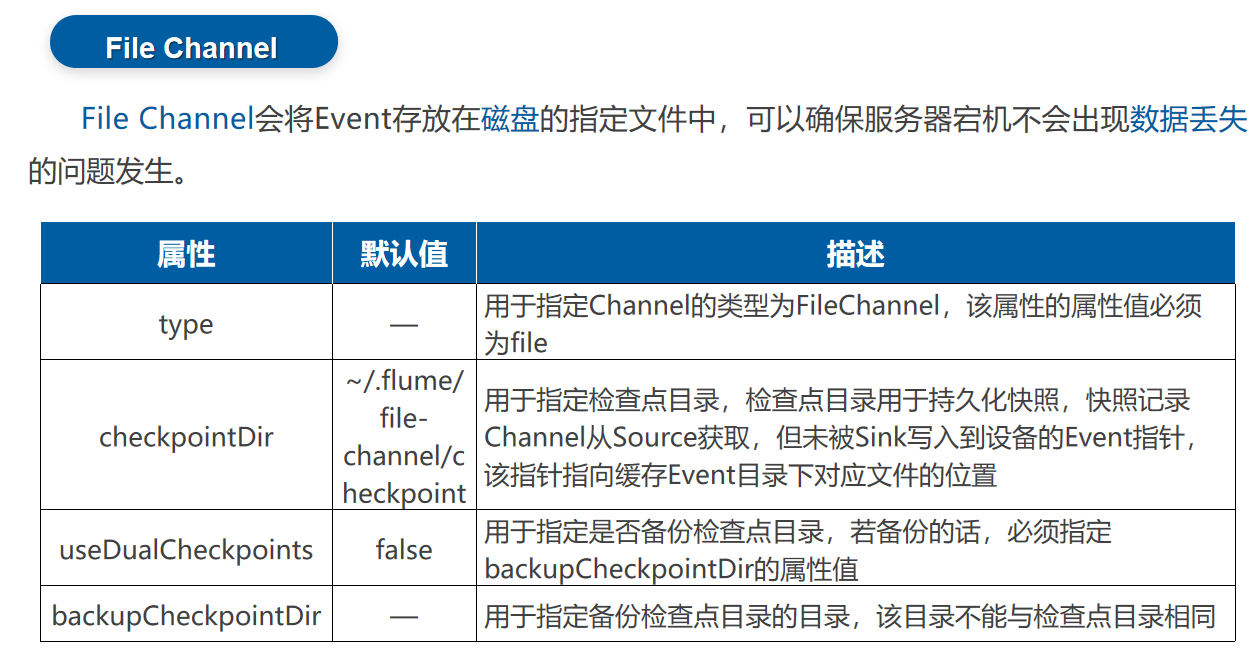 File Channel
File Channel会将Event存放在磁盘的指定文件中，可以确保服务器宕机不会出现数据丢失
的问题发生。
属性
默认值
描述
type
—
用于指定Channel的类型为FileChannel，该属性的属性值必须
为file
checkpointDir
~/.flume/
file-
channel/c
heckpoint
用于指定检查点目录，检查点目录用于持久化快照，快照记录
Channel从Source获取，但未被Sink写入到设备的Event指针，
该指针指向缓存Event目录下对应文件的位置
useDualCheckpoints
false
用于指定是否备份检查点目录，若备份的话，必须指定
backupCheckpointDir的属性值
backupCheckpointDir
—
用于指定备份检查点目录的目录，该目录不能与检查点目录相同